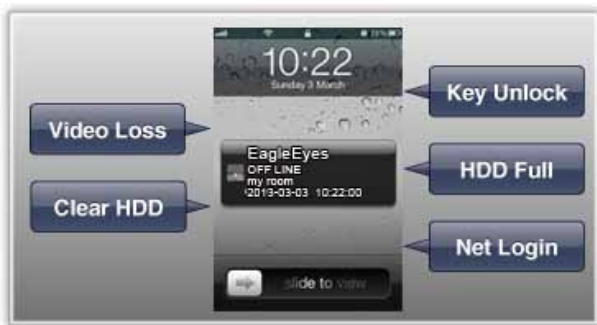 10:22
Sunday 3 March
Key Unlock
Video Loss
EagleEyes
OFF LINE
my room
2013-03-03 10:22:00
HDD Full
Clear HDD
Net Login
slide to view